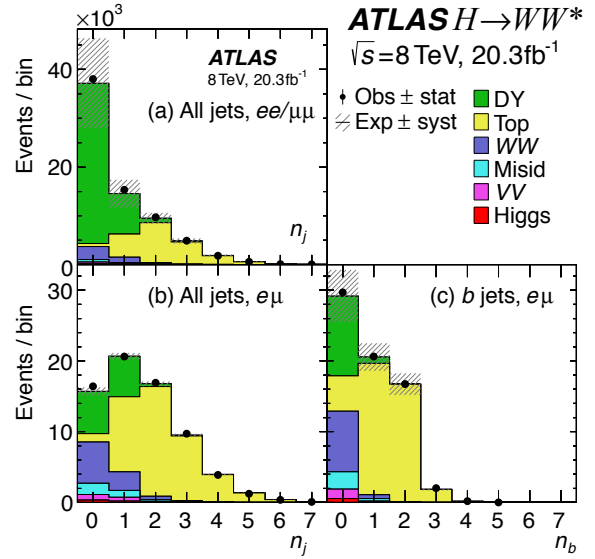 ×10³
ATLAS H→WW*
√s=8 TeV, 20.3fb⁻¹
ATLAS
8 TeV, 20.3fb⁻¹
Obs ± stat
Exp ± syst
DY
Top
WW
Misid
VV
Higgs
(a) All jets, ee/μμ
Events / bin
40
20
0
n_j
(b) All jets, eμ
(c) b jets, eμ
Events / bin
30
20
10
0
0 1 2 3 4 5 6 7
0 1 2 3 4 5 6 7
n_j
n_b